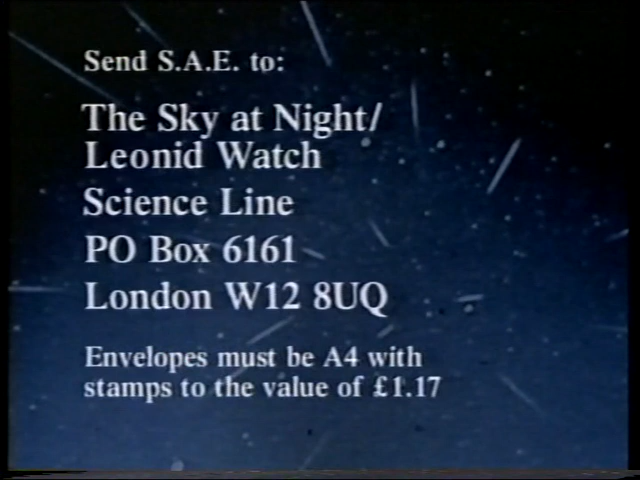 Send S.A.E. to:
The Sky at Night/
Leonid Watch
Science Line
PO Box 6161
London W12 8UQ
Envelopes must be A4 with
stamps to the value of £1.17